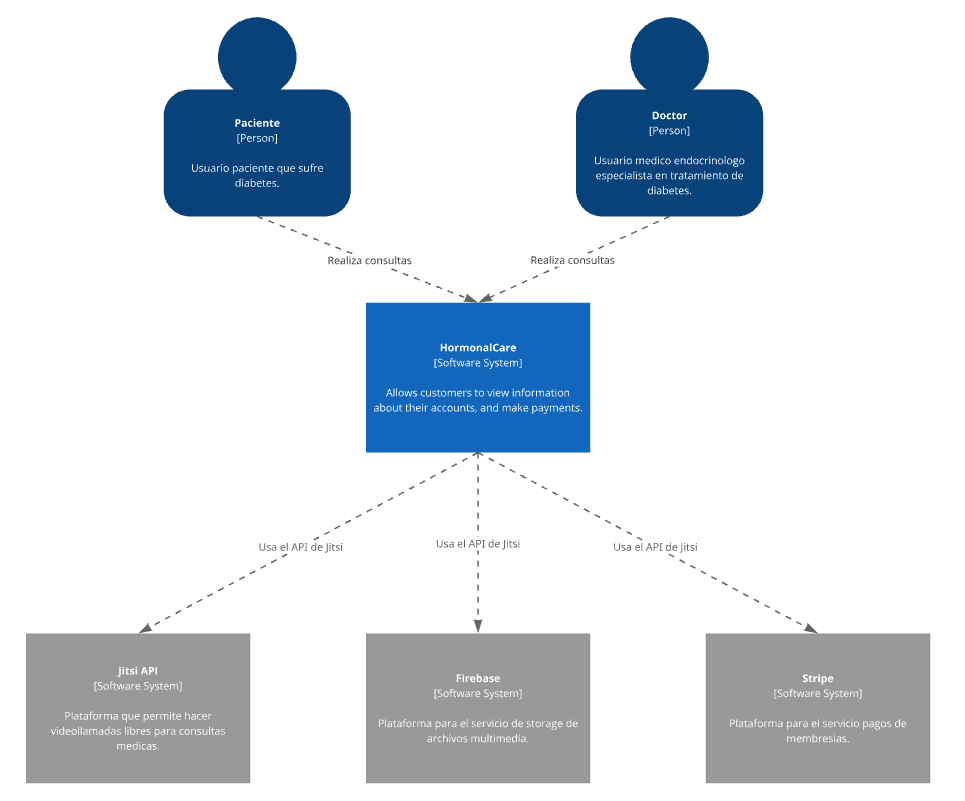 Paciente
[Person]
Usuario paciente que sufre
diabetes.
Doctor
[Person]
Usuario medico endocrinologo
especialista en tratamiento de
diabetes.
Realiza consultas
Realiza consultas
HormonalCare
[Software System]
Allows customers to view information
about their accounts, and make payments.
Usa el API de Jitsi
Usa el API de Jitsi
Usa el API de Jitsi
Jitsi API
[Software System]
Plataforma que permite hacer
videollamadas libres para consultas
medicas.
Firebase
[Software System]
Plataforma para el servicio de storage de
archivos multimedia.
Stripe
[Software System]
Plataforma para el servicio pagos de
membresias.